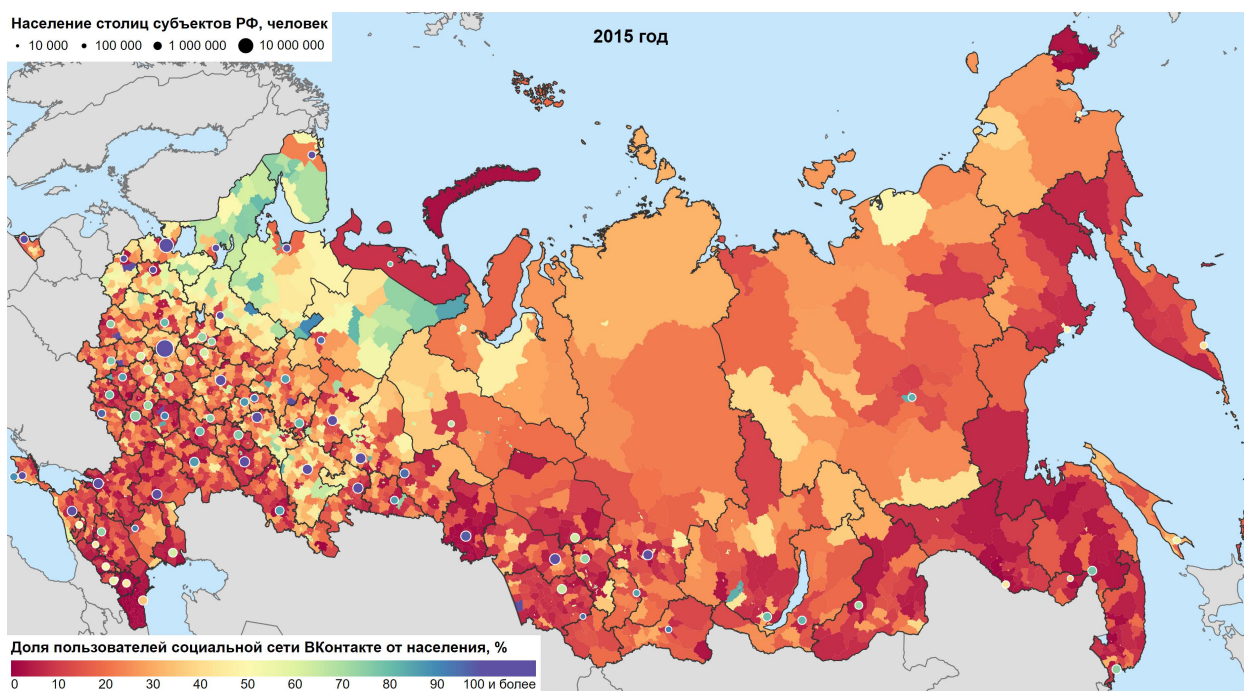 Население столиц субъектов РФ, человек
10 000 100 000 1 000 000 10 000 000
2015 год
Доля пользователей социальной сети ВКонтакте от населения, %
0 10 20 30 40 50 60 70 80 90 100 и более